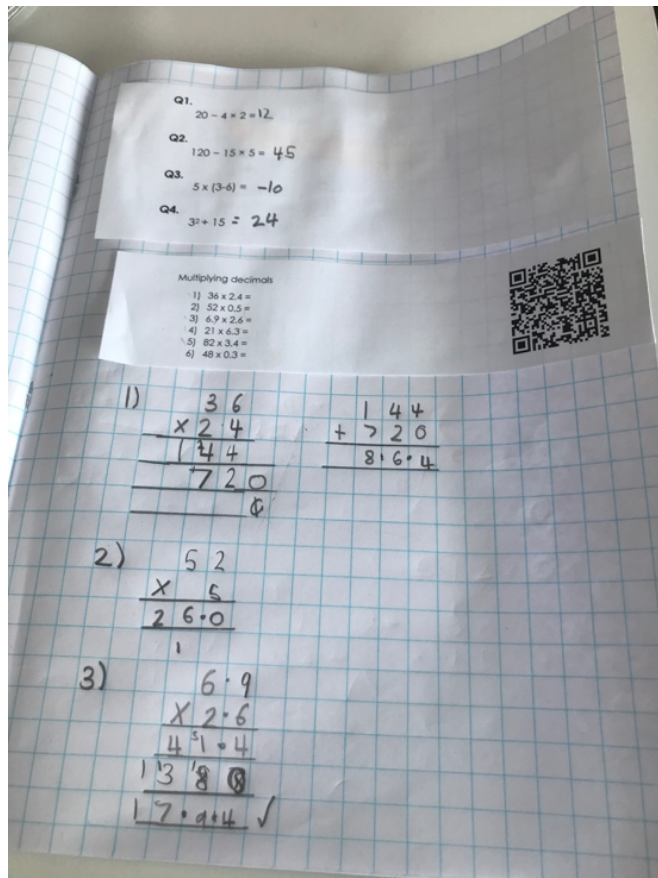 Q1.
20 - 4 × 2 = 12
Q2.
120 - 15 × 5 = 45
Q3.
5 x (3-6) = -10
Q4.
3² + 15 = 24
Multiplying decimals
1) 36 x 2.4 =
2) 52 x 0.5 =
3) 6.9 x 2.6 =
4) 21 x 6.3 =
5) 82 x 3.4 =
6) 48 x 0.3 =
1) 3 6
× 2 4
1 4 4
7 2 0
1 4 4
+ 7 2 0
8.6.4
2) 5 2
× 5
2 6.0
1
3) 6.9
× 2.6
4 1.4
1 3 8
1 7.9.4 ✓